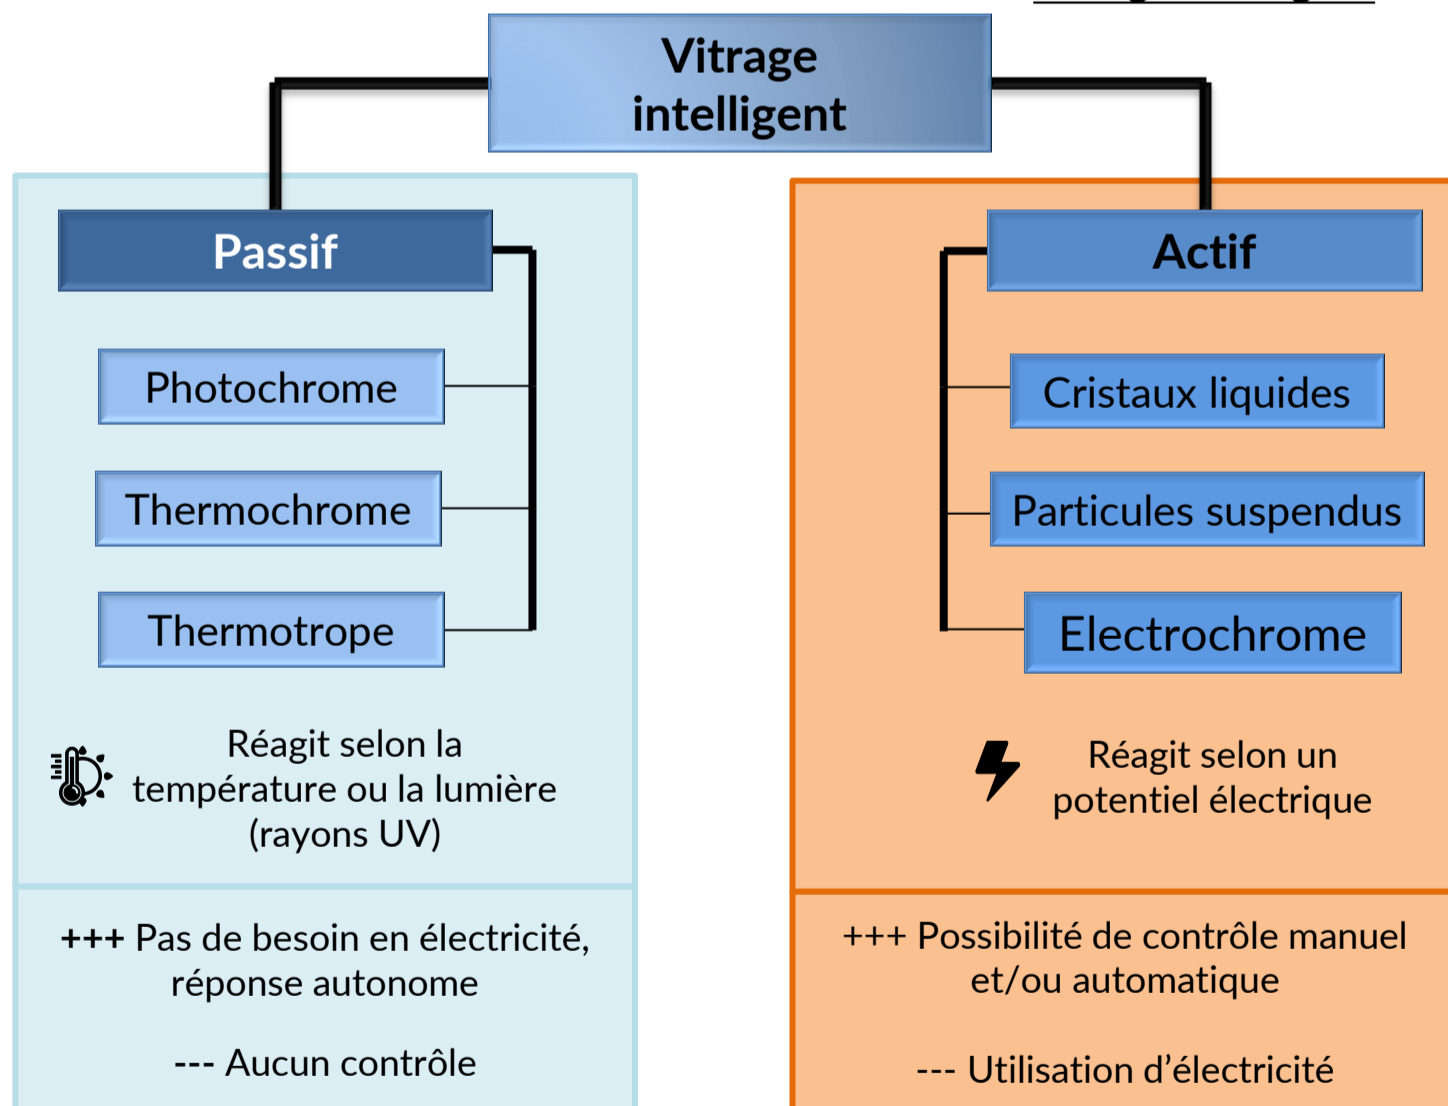 Vitrage
intelligent
Passif
Photochrome
Thermochrome
Thermotrope
Réagit selon la
température ou la lumière
(rayons UV)
+++ Pas de besoin en électricité,
réponse autonome
--- Aucun contrôle
Actif
Cristaux liquides
Particules suspendus
Electrochrome
Réagit selon un
potentiel électrique
+++ Possibilité de contrôle manuel
et/ou automatique
--- Utilisation d’électricité